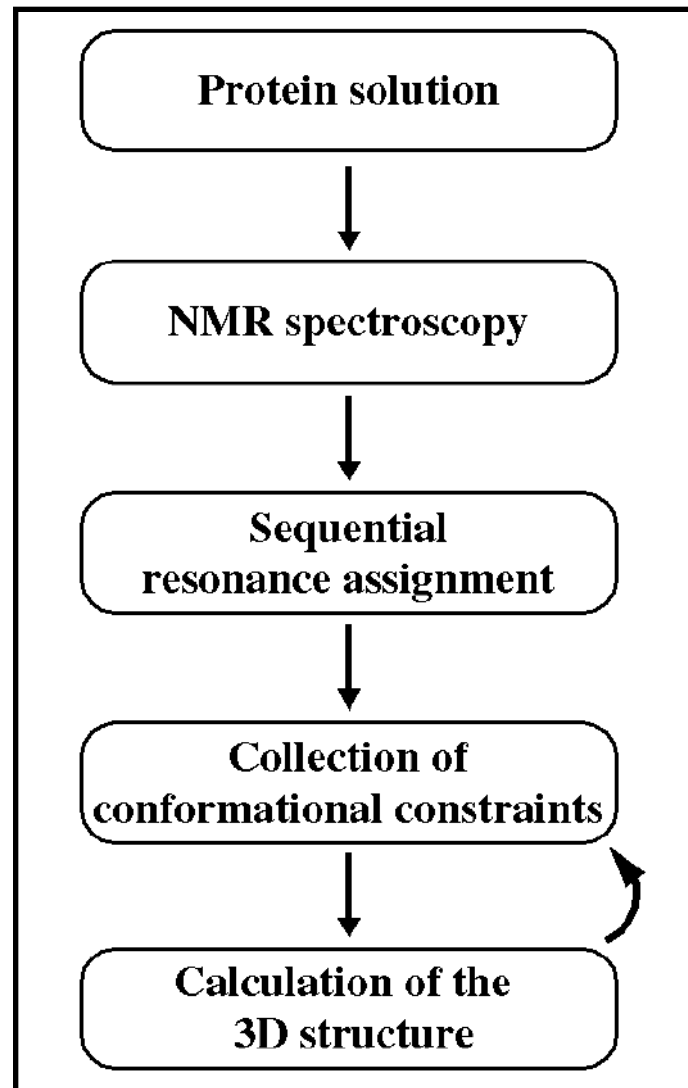 Protein solution
NMR spectroscopy
Sequential
resonance assignment
Collection of
conformational constraints
Calculation of the
3D structure